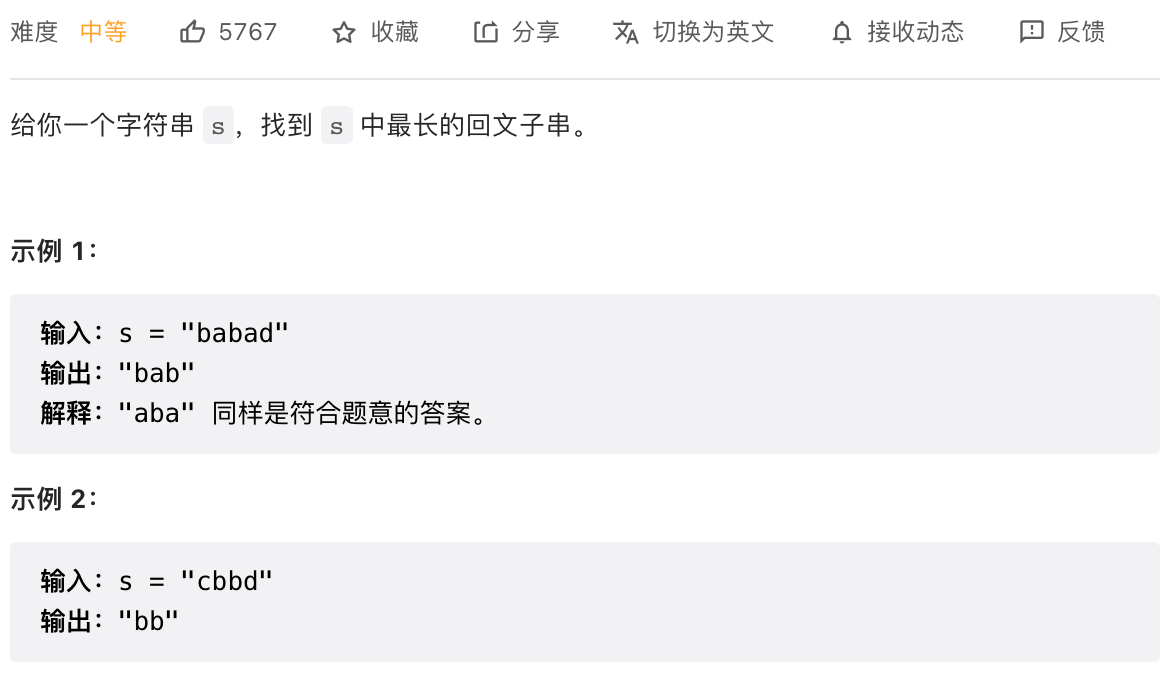 难度 中等 5767 收藏 分享 切换为英文 接收动态 反馈
给你一个字符串 s，找到 s 中最长的回文子串。
示例 1：
输入：s = "babad"
输出："bab"
解释："aba" 同样是符合题意的答案。
示例 2：
输入：s = "cbbd"
输出："bb"